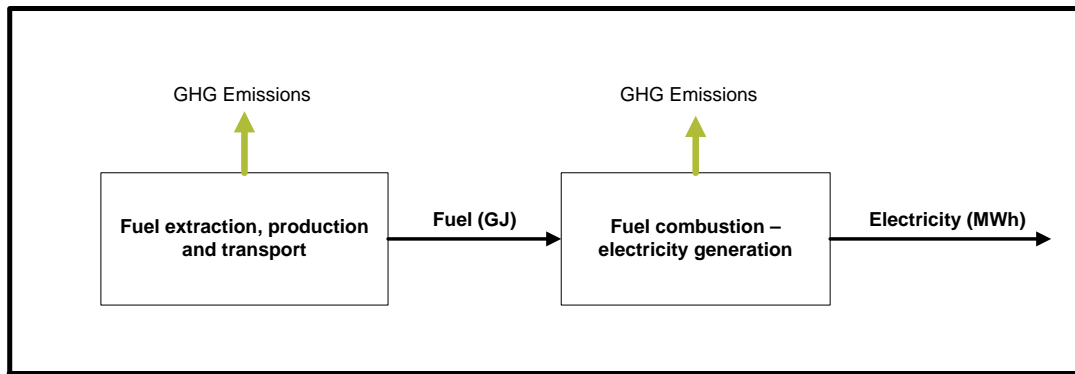 GHG Emissions
GHG Emissions
Fuel extraction, production
and transport
Fuel (GJ)
Fuel combustion –
electricity generation
Electricity (MWh)